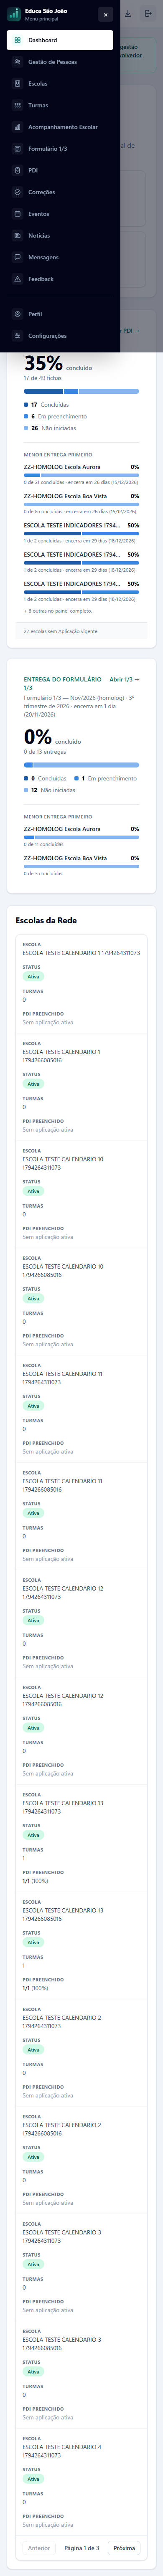 Educa São João
Menu principal
×
Dashboard
Gestão de Pessoas
Escolas
Turmas
Acompanhamento Escolar
Formulário 1/3
PDI
Correções
Eventos
Notícias
Mensagens
Feedback
Perfil
Configurações
gestão
al de
PDI →
35% concluído
17 de 49 fichas
17 Concluídas
6 Em preenchimento
26 Não iniciadas
MENOR ENTREGA PRIMEIRO
ZZ-HOMOLOG Escola Aurora 0%
0 de 21 concluídas · encerra em 26 dias (15/12/2026)
ZZ-HOMOLOG Escola Boa Vista 0%
0 de 8 concluídas · encerra em 26 dias (15/12/2026)
ESCOLA TESTE INDICADORES 1794... 50%
1 de 2 concluídas · encerra em 29 dias (18/12/2026)
ESCOLA TESTE INDICADORES 1794... 50%
1 de 2 concluídas · encerra em 29 dias (18/12/2026)
ESCOLA TESTE INDICADORES 1794... 50%
1 de 2 concluídas · encerra em 29 dias (18/12/2026)
+ 8 outras no painel completo.
27 escolas sem Aplicação vigente.
ENTREGA DO FORMULÁRIO 1/3 Abrir 1/3 →
Formulário 1/3 — Nov/2026 (homolog) · 3º
trimestre de 2026 · encerra em 1 dia
(20/11/2026)
0% concluído
0 de 13 entregas
0 Concluídas
1 Em preenchimento
12 Não iniciadas
MENOR ENTREGA PRIMEIRO
ZZ-HOMOLOG Escola Aurora 0%
0 de 11 concluídas
ZZ-HOMOLOG Escola Boa Vista 0%
0 de 3 concluídas
Escolas da Rede
ESCOLA
ESCOLA TESTE CALENDARIO 1 1794264311073
STATUS
Ativa
TURMAS
0
PDI PREENCHIDO
Sem aplicação ativa
ESCOLA
ESCOLA TESTE CALENDARIO 1
1794266085016
STATUS
Ativa
TURMAS
0
PDI PREENCHIDO
Sem aplicação ativa
ESCOLA
ESCOLA TESTE CALENDARIO 10
1794264311073
STATUS
Ativa
TURMAS
0
PDI PREENCHIDO
Sem aplicação ativa
ESCOLA
ESCOLA TESTE CALENDARIO 10
1794266085016
STATUS
Ativa
TURMAS
0
PDI PREENCHIDO
Sem aplicação ativa
ESCOLA
ESCOLA TESTE CALENDARIO 11
1794264311073
STATUS
Ativa
TURMAS
0
PDI PREENCHIDO
Sem aplicação ativa
ESCOLA
ESCOLA TESTE CALENDARIO 11
1794266085016
STATUS
Ativa
TURMAS
0
PDI PREENCHIDO
Sem aplicação ativa
ESCOLA
ESCOLA TESTE CALENDARIO 12
1794264311073
STATUS
Ativa
TURMAS
0
PDI PREENCHIDO
Sem aplicação ativa
ESCOLA
ESCOLA TESTE CALENDARIO 12
1794266085016
STATUS
Ativa
TURMAS
0
PDI PREENCHIDO
Sem aplicação ativa
ESCOLA
ESCOLA TESTE CALENDARIO 13
1794264311073
STATUS
Ativa
TURMAS
1
PDI PREENCHIDO
1/1 (100%)
ESCOLA
ESCOLA TESTE CALENDARIO 13
1794266085016
STATUS
Ativa
TURMAS
1
PDI PREENCHIDO
1/1 (100%)
ESCOLA
ESCOLA TESTE CALENDARIO 2
1794264311073
STATUS
Ativa
TURMAS
0
PDI PREENCHIDO
Sem aplicação ativa
ESCOLA
ESCOLA TESTE CALENDARIO 2
1794266085016
STATUS
Ativa
TURMAS
0
PDI PREENCHIDO
Sem aplicação ativa
ESCOLA
ESCOLA TESTE CALENDARIO 3
1794264311073
STATUS
Ativa
TURMAS
0
PDI PREENCHIDO
Sem aplicação ativa
ESCOLA
ESCOLA TESTE CALENDARIO 3
1794266085016
STATUS
Ativa
TURMAS
0
PDI PREENCHIDO
Sem aplicação ativa
ESCOLA
ESCOLA TESTE CALENDARIO 4
1794264311073
STATUS
Ativa
TURMAS
0
PDI PREENCHIDO
Sem aplicação ativa
Anterior Página 1 de 3 Próxima